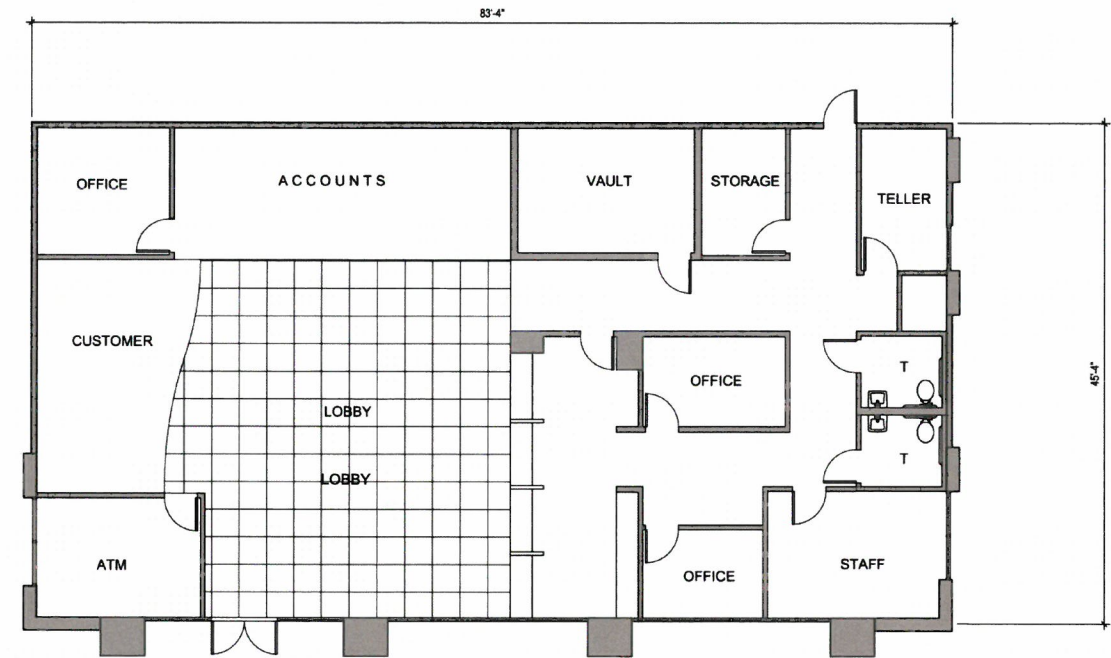 83'-4"
OFFICE
ACCOUNTS
VAULT
STORAGE
TELLER
CUSTOMER
OFFICE
T
45'-4"
LOBBY
LOBBY
T
ATM
OFFICE
STAFF